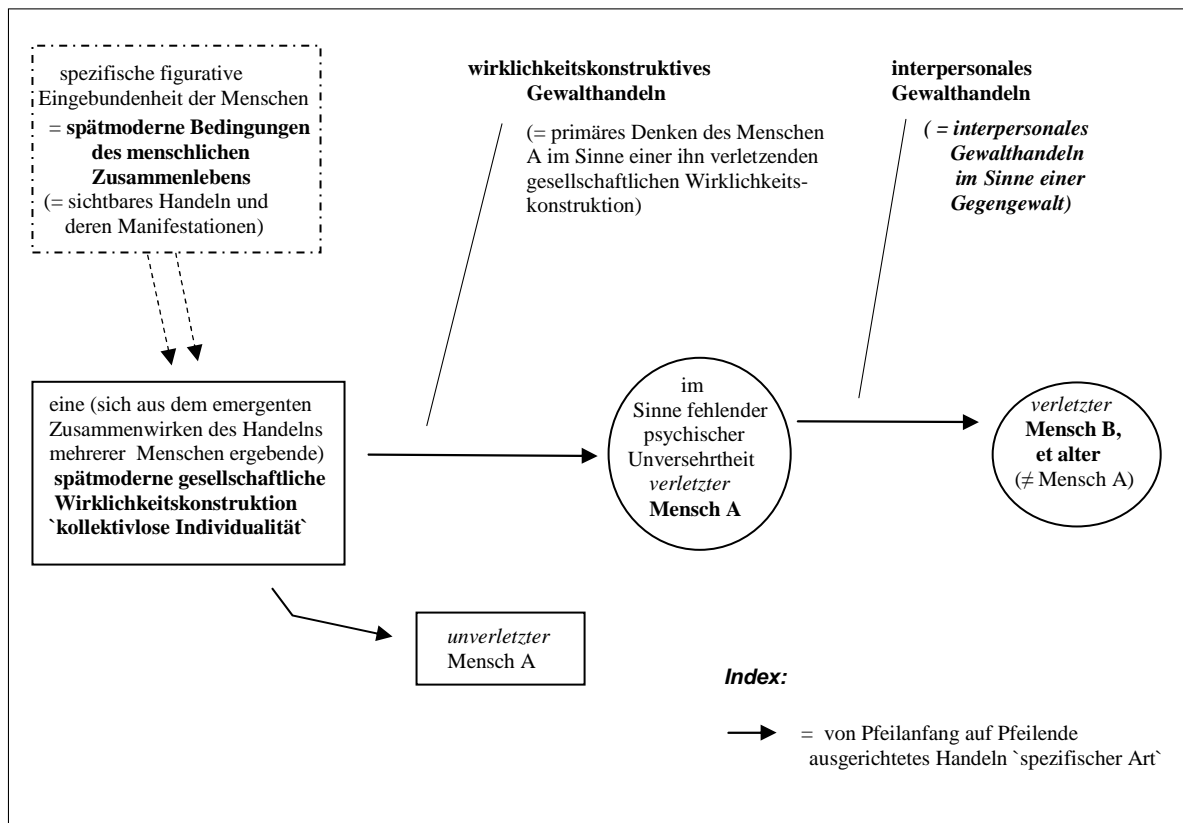 spezifische figurative
Eingebundenheit der Menschen
= spätmoderne Bedingungen
des menschlichen
Zusammenlebens
(= sichtbares Handeln und
deren Manifestationen)
wirklichkeitskonstruktives
Gewalthandeln
(= primäres Denken des Menschen
A im Sinne einer ihn verletzenden
gesellschaftlichen Wirklichkeits-
konstruktion)
interpersonales
Gewalthandeln
( = interpersonales
Gewalthandeln
im Sinne einer
Gegengewalt)
eine (sich aus dem emergenten
Zusammenwirken des Handelns
mehrerer Menschen ergebende)
spätmoderne gesellschaftliche
Wirklichkeitskonstruktion
`kollektivlose Individualität`
im
Sinne fehlender
psychischer
Unversehrtheit
verletzter
Mensch A
verletzter
Mensch B,
et alter
(≠ Mensch A)
unverletzter
Mensch A
Index:
= von Pfeilanfang auf Pfeilende
ausgerichtetes Handeln `spezifischer Art`